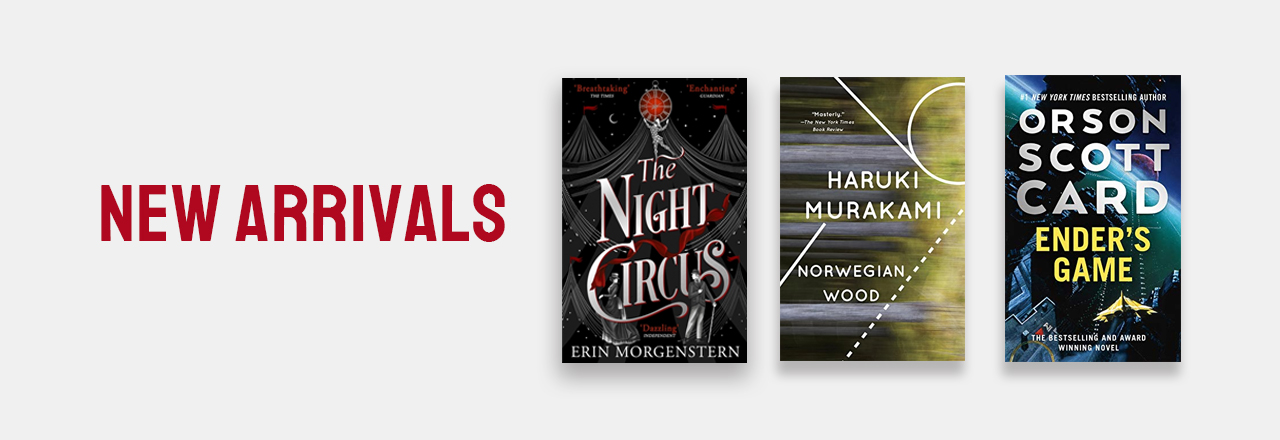 NEW ARRIVALS
'Breathtaking'
THE TIMES
'Enchanting'
GUARDIAN
The
NIGHT
CIRCUS
'Dazzling'
INDEPENDENT
ERIN MORGENSTERN
"Masterly."
—The New York Times
Book Review
HARUKI
MURAKAMI
NORWEGIAN
WOOD
#1 NEW YORK TIMES BESTSELLING AUTHOR
ORSON
SCOTT
CARD
ENDER'S
GAME
THE BESTSELLING AND AWARD
WINNING NOVEL